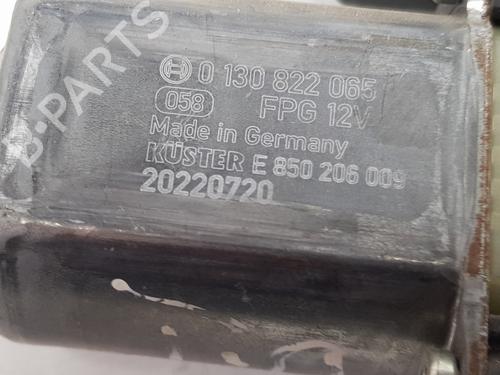 B-PARTS
0 130 822 065
058 FPG 12V
Made in Germany
KÜSTER E 850 206 009
20220720